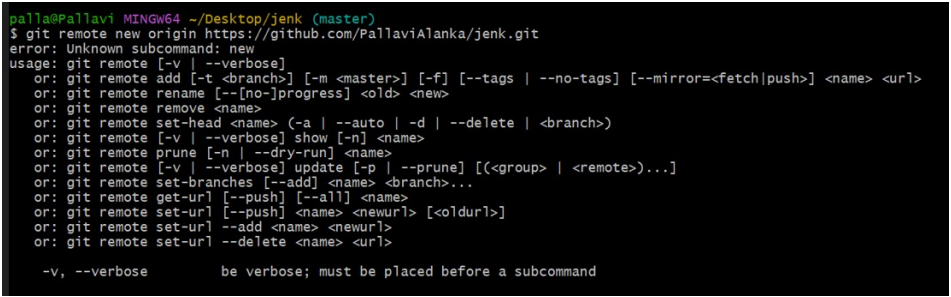 palla@Pallavi MINGW64 ~/Desktop/jenk (master)
$ git remote new origin https://github.com/PallaviAlanka/jenk.git
error: Unknown subcommand: new
usage: git remote [-v | --verbose]
   or: git remote add [-t <branch>] [-m <master>] [-f] [--tags | --no-tags] [--mirror=<fetch|push>] <name> <url>
   or: git remote rename [--[no-]progress] <old> <new>
   or: git remote remove <name>
   or: git remote set-head <name> (-a | --auto | -d | --delete | <branch>)
   or: git remote [-v | --verbose] show [-n] <name>
   or: git remote prune [-n | --dry-run] <name>
   or: git remote [-v | --verbose] update [-p | --prune] [(<group> | <remote>)...]
   or: git remote set-branches [--add] <name> <branch>...
   or: git remote get-url [--push] [--all] <name>
   or: git remote set-url [--push] <name> <newurl> [<oldurl>]
   or: git remote set-url --add <name> <newurl>
   or: git remote set-url --delete <name> <url>
    -v, --verbose         be verbose; must be placed before a subcommand